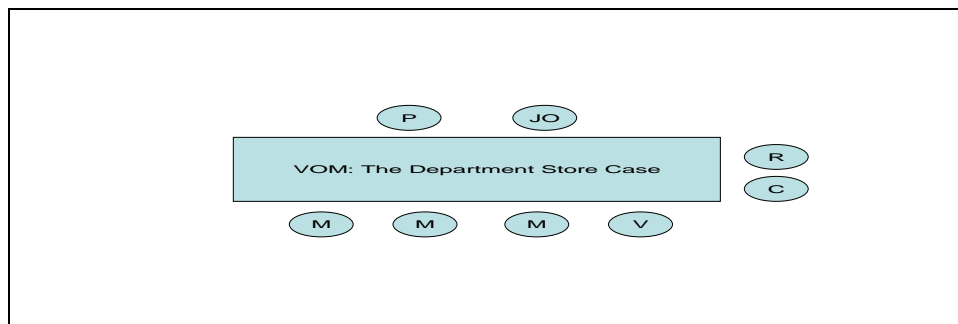 P JO
VOM: The Department Store Case
R
C
M M M V